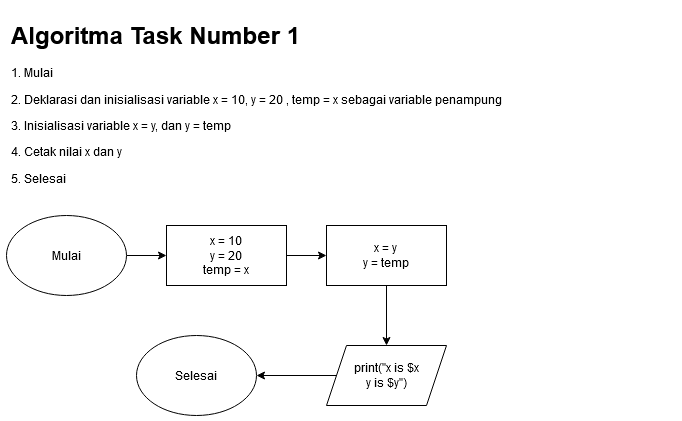 Algoritma Task Number 1
1. Mulai
2. Deklarasi dan inisialisasi variable x = 10, y = 20 , temp = x sebagai variable penampung
3. Inisialisasi variable x = y, dan y = temp
4. Cetak nilai x dan y
5. Selesai
Mulai
x = 10
y = 20
temp = x
x = y
y = temp
print("x is $x
y is $y")
Selesai